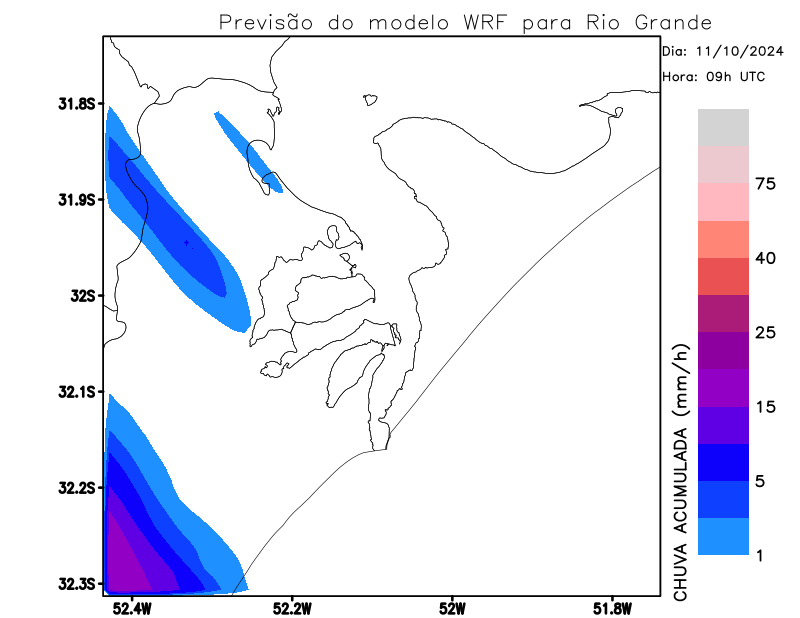 Previsão do modelo WRF para Rio Grande
Dia: 11/10/2024
Hora: 09h UTC
31.8S
31.9S
32S
32.1S
32.2S
32.3S
52.4W
52.2W
52W
51.8W
CHUVA ACUMULADA (mm/h)
75
40
25
15
5
1